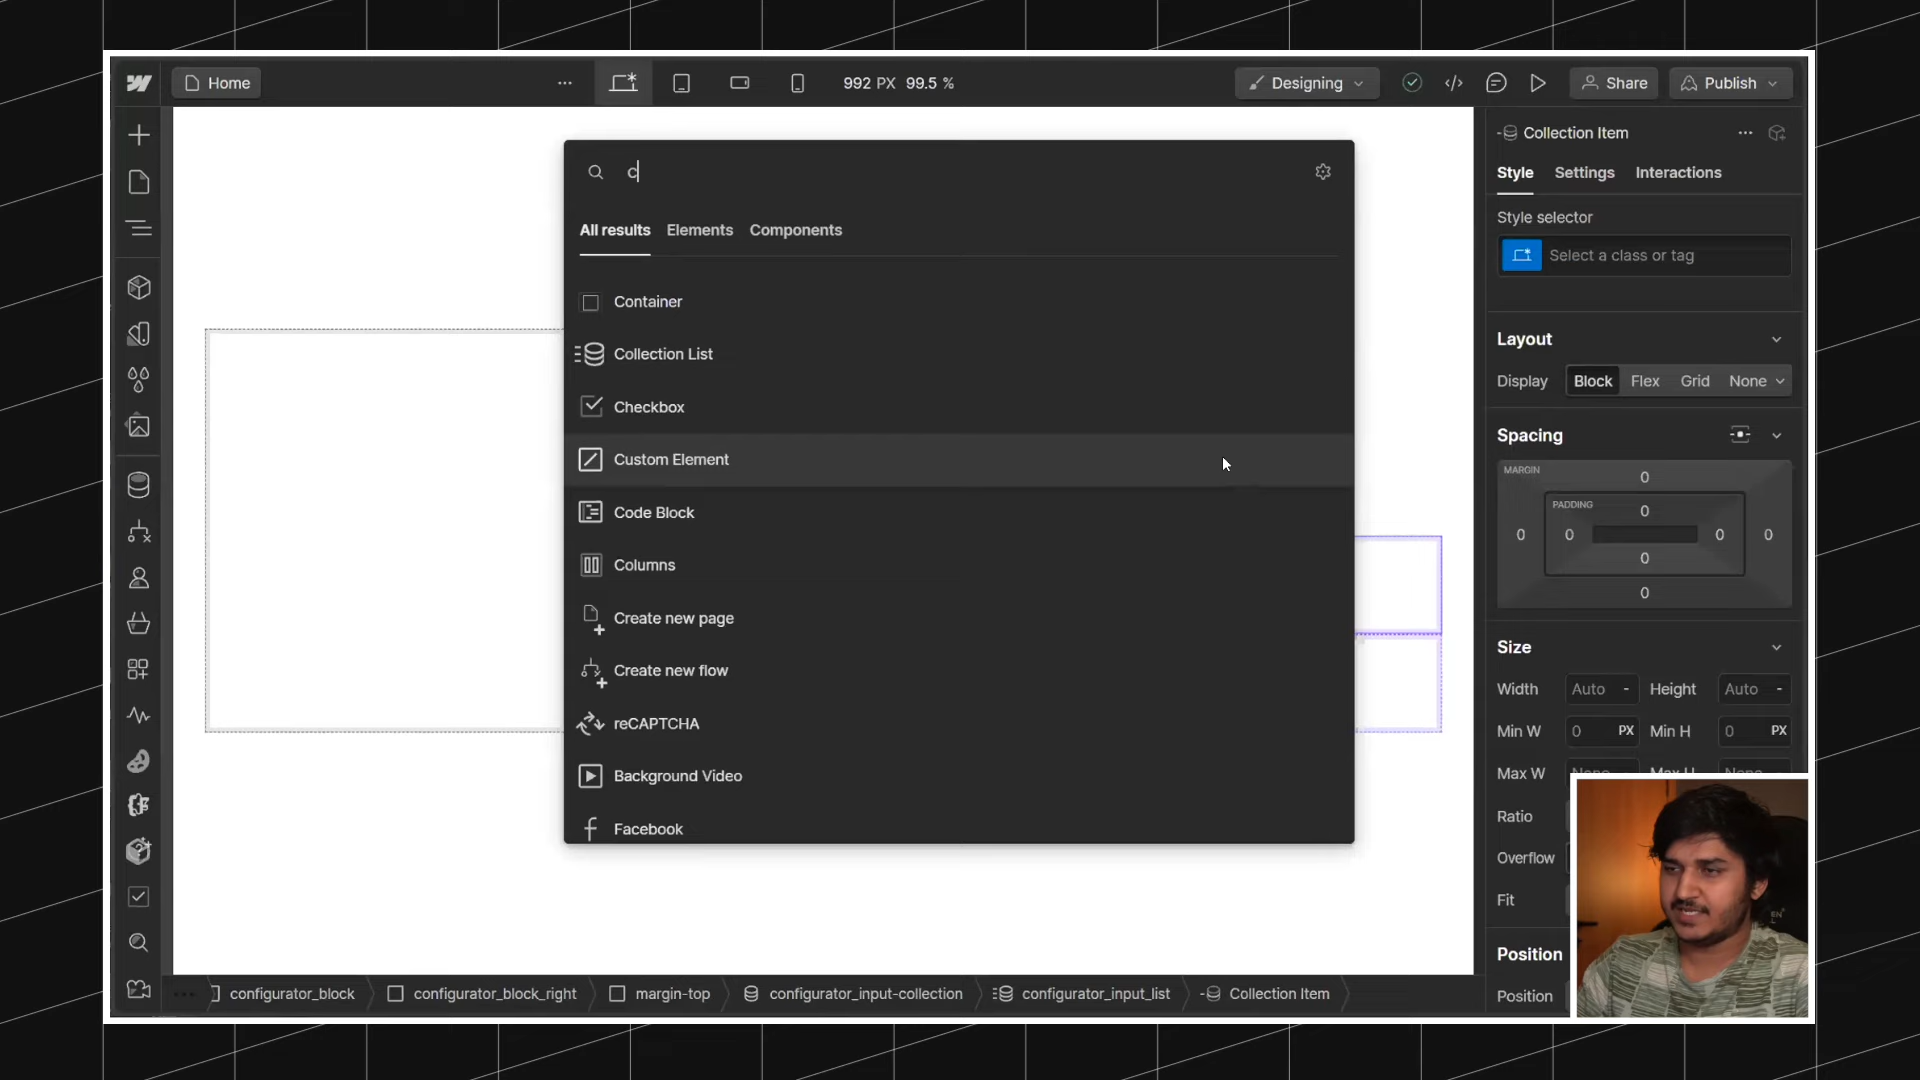 Home
992 PX 99.5 %
Designing
Share
Publish
c
All results
Elements
Components
Container
Collection List
Checkbox
Custom Element
Code Block
Columns
Create new page
Create new flow
reCAPTCHA
Background Video
Facebook
Collection Item
Style
Settings
Interactions
Style selector
Select a class or tag
Layout
Display
Block
Flex
Grid
None
Spacing
MARGIN
0
PADDING
0
0
0
0
0
0
0
Size
Width
Auto -
Height
Auto -
Min W
0 PX
Min H
0 PX
Max W
Ratio
Overflow
Fit
Position
Position
configurator_block
configurator_block_right
margin-top
configurator_input-collection
configurator_input_list
Collection Item